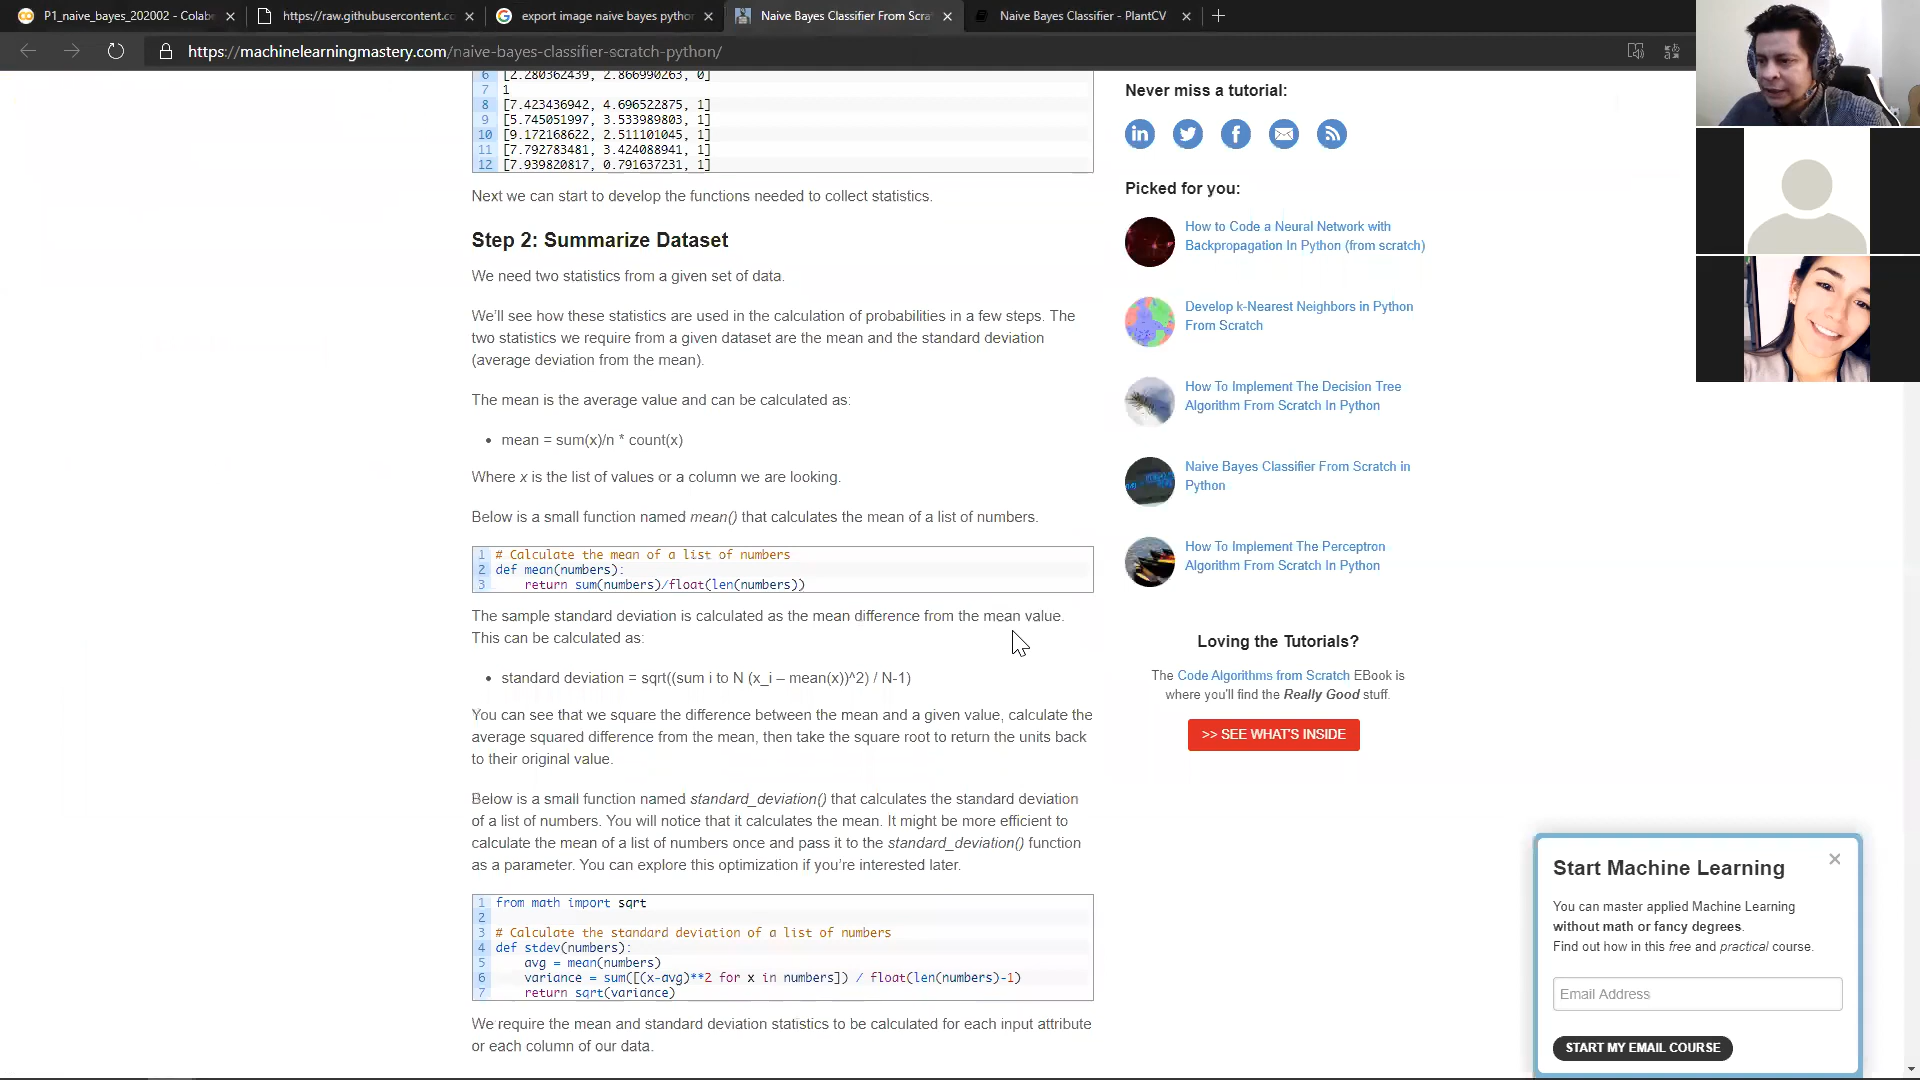 P1_naive_bayes_202002 - Colabe
https://raw.githubusercontent.co
export image naive bayes python
Naive Bayes Classifier From Scra
Naive Bayes Classifier - PlantCV
https://machinelearningmastery.com/naive-bayes-classifier-scratch-python/
6 [2.280362439, 2.866990263, 0]
7 1
8 [7.423436942, 4.696522875, 1]
9 [5.745051997, 3.533989803, 1]
10 [9.172168622, 2.511101045, 1]
11 [7.792783481, 3.424088941, 1]
12 [7.939820817, 0.791637231, 1]
Next we can start to develop the functions needed to collect statistics.
Step 2: Summarize Dataset
We need two statistics from a given set of data.
We'll see how these statistics are used in the calculation of probabilities in a few steps. The
two statistics we require from a given dataset are the mean and the standard deviation
(average deviation from the mean).
The mean is the average value and can be calculated as:
• mean = sum(x)/n * count(x)
Where x is the list of values or a column we are looking.
Below is a small function named mean() that calculates the mean of a list of numbers.
1 # Calculate the mean of a list of numbers
2 def mean(numbers):
3 return sum(numbers)/float(len(numbers))
The sample standard deviation is calculated as the mean difference from the mean value.
This can be calculated as:
• standard deviation = sqrt((sum i to N (x_i – mean(x))^2) / N-1)
You can see that we square the difference between the mean and a given value, calculate the
average squared difference from the mean, then take the square root to return the units back
to their original value.
Below is a small function named standard_deviation() that calculates the standard deviation
of a list of numbers. You will notice that it calculates the mean. It might be more efficient to
calculate the mean of a list of numbers once and pass it to the standard_deviation() function
as a parameter. You can explore this optimization if you're interested later.
1 from math import sqrt
2
3 # Calculate the standard deviation of a list of numbers
4 def stdev(numbers):
5 avg = mean(numbers)
6 variance = sum([(x-avg)**2 for x in numbers]) / float(len(numbers)-1)
7 return sqrt(variance)
We require the mean and standard deviation statistics to be calculated for each input attribute
or each column of our data.
Never miss a tutorial:
Picked for you:
How to Code a Neural Network with
Backpropagation In Python (from scratch)
Develop k-Nearest Neighbors in Python
From Scratch
How To Implement The Decision Tree
Algorithm From Scratch In Python
Naive Bayes Classifier From Scratch in
Python
How To Implement The Perceptron
Algorithm From Scratch In Python
Loving the Tutorials?
The Code Algorithms from Scratch EBook is
where you'll find the Really Good stuff.
>> SEE WHAT'S INSIDE
Start Machine Learning
You can master applied Machine Learning
without math or fancy degrees.
Find out how in this free and practical course.
Email Address
START MY EMAIL COURSE